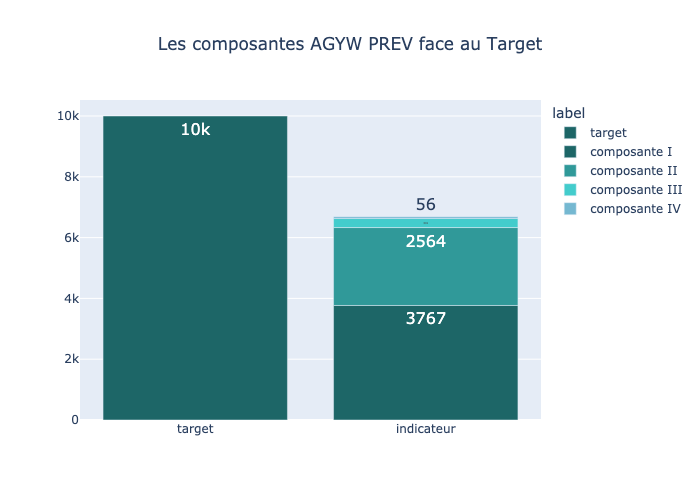 Les composantes AGYW PREV face au Target
10k
8k
6k
4k
2k
0
10k
56
2564
3767
target
indicateur
label
target
composante I
composante II
composante III
composante IV